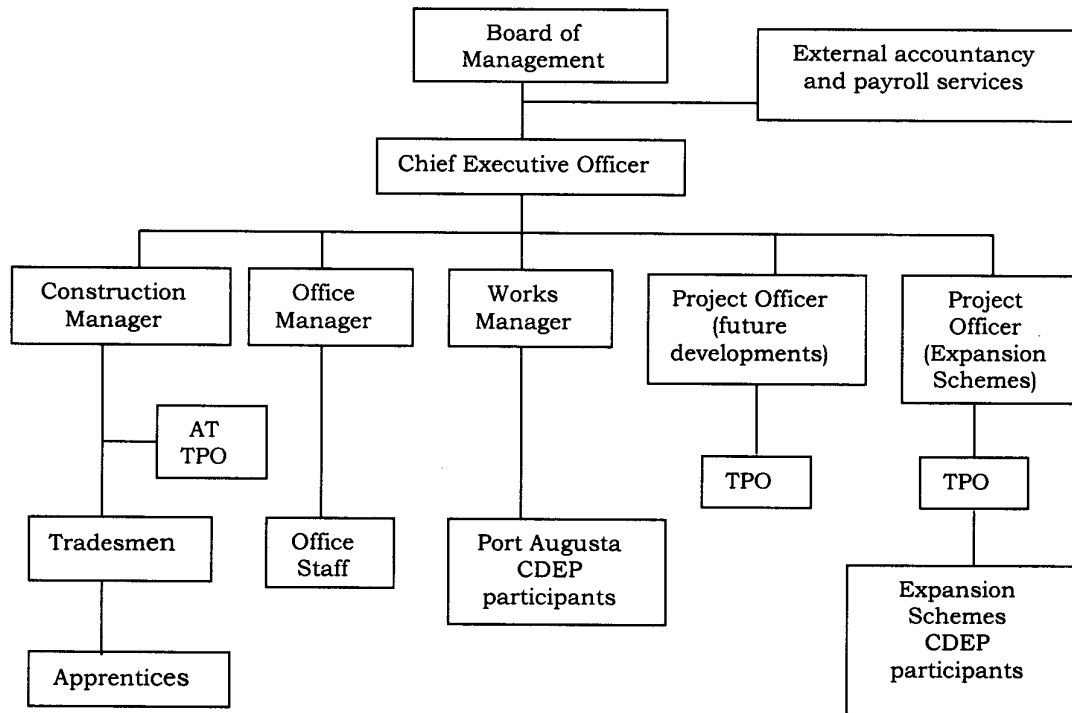 Board of
Management
External accountancy
and payroll services
Chief Executive Officer
Construction
Manager
Office
Manager
Works
Manager
Project Officer
(future
developments)
Project
Officer
(Expansion
Schemes)
AT
TPO
TPO
TPO
Tradesmen
Office
Staff
Port Augusta
CDEP
participants
Expansion
Schemes
CDEP
participants
Apprentices